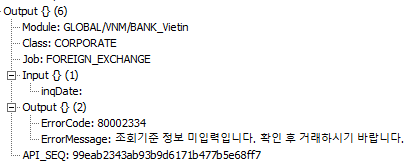 Output {} (6)
Module: GLOBAL/VNM/BANK_Vietin
Class: CORPORATE
Job: FOREIGN_EXCHANGE
Input {} (1)
inqDate:
Output {} (2)
ErrorCode: 80002334
ErrorMessage: 조회기준 정보 미입력입니다. 확인 후 거래하시기 바랍니다.
API_SEQ: 99eab2343ab93b9d6171b477b5e68ff7